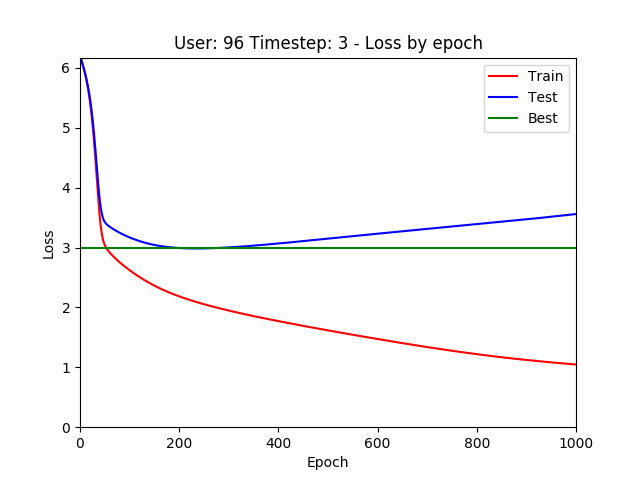 User: 96 Timestep: 3 - Loss by epoch
Train
Test
Best
6
5
4
3
2
1
0
Loss
0 200 400 600 800 1000
Epoch